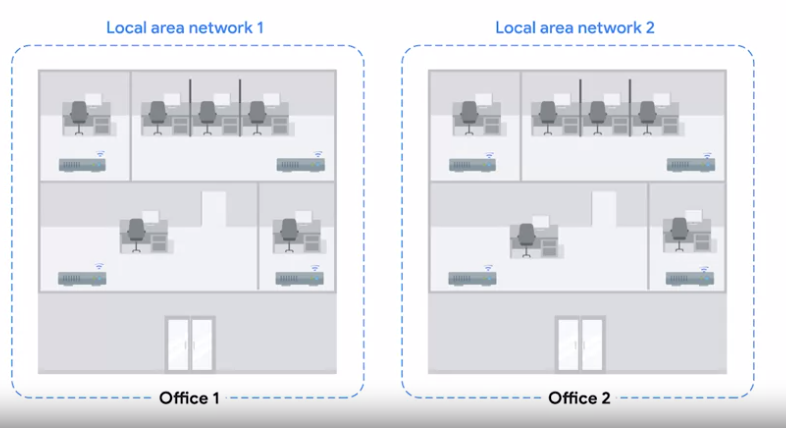 Local area network 1
Local area network 2
Office 1
Office 2